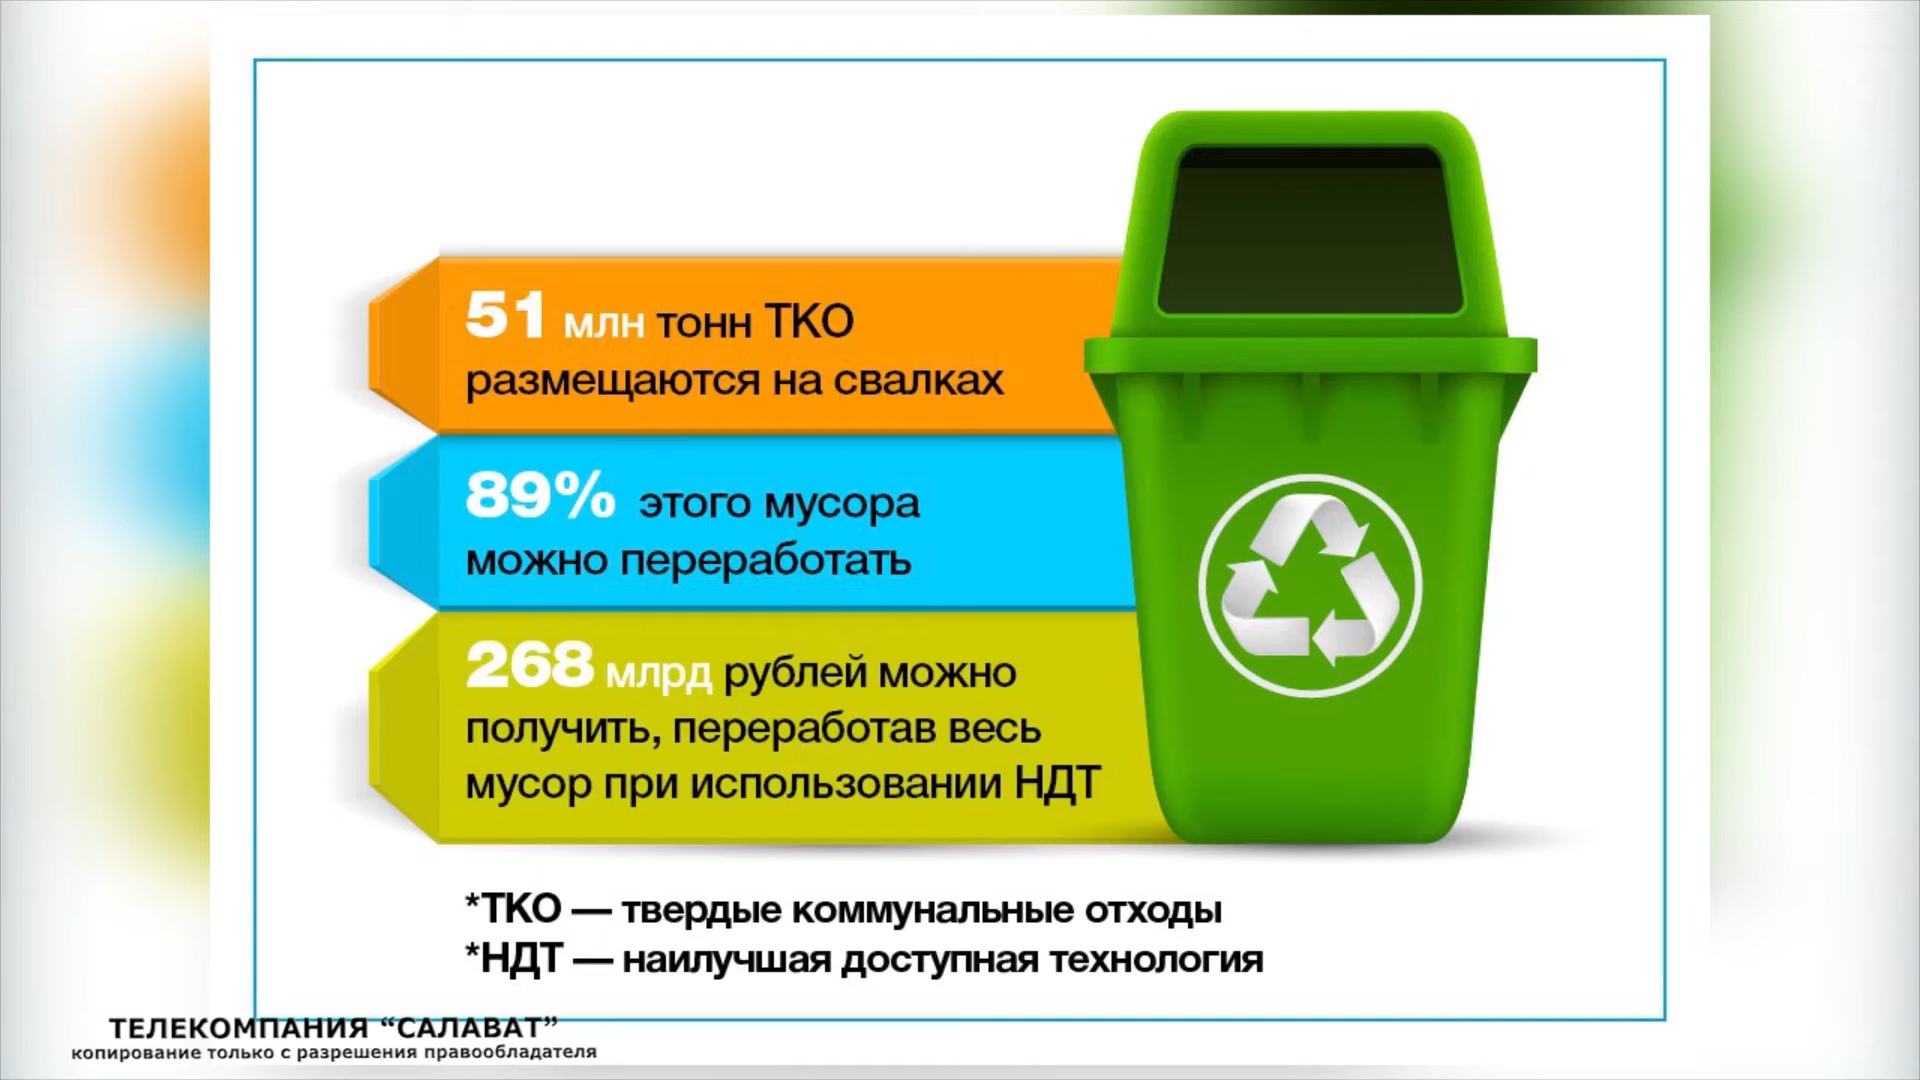 51 млн тонн ТКО
размещаются на свалках
89% этого мусора
можно переработать
268 млрд рублей можно
получить, переработав весь
мусор при использовании НДТ
*ТКО — твердые коммунальные отходы
*НДТ — наилучшая доступная технология
ТЕЛЕКОМПАНИЯ “САЛАВАТ”
копирование только с разрешения правообладателя